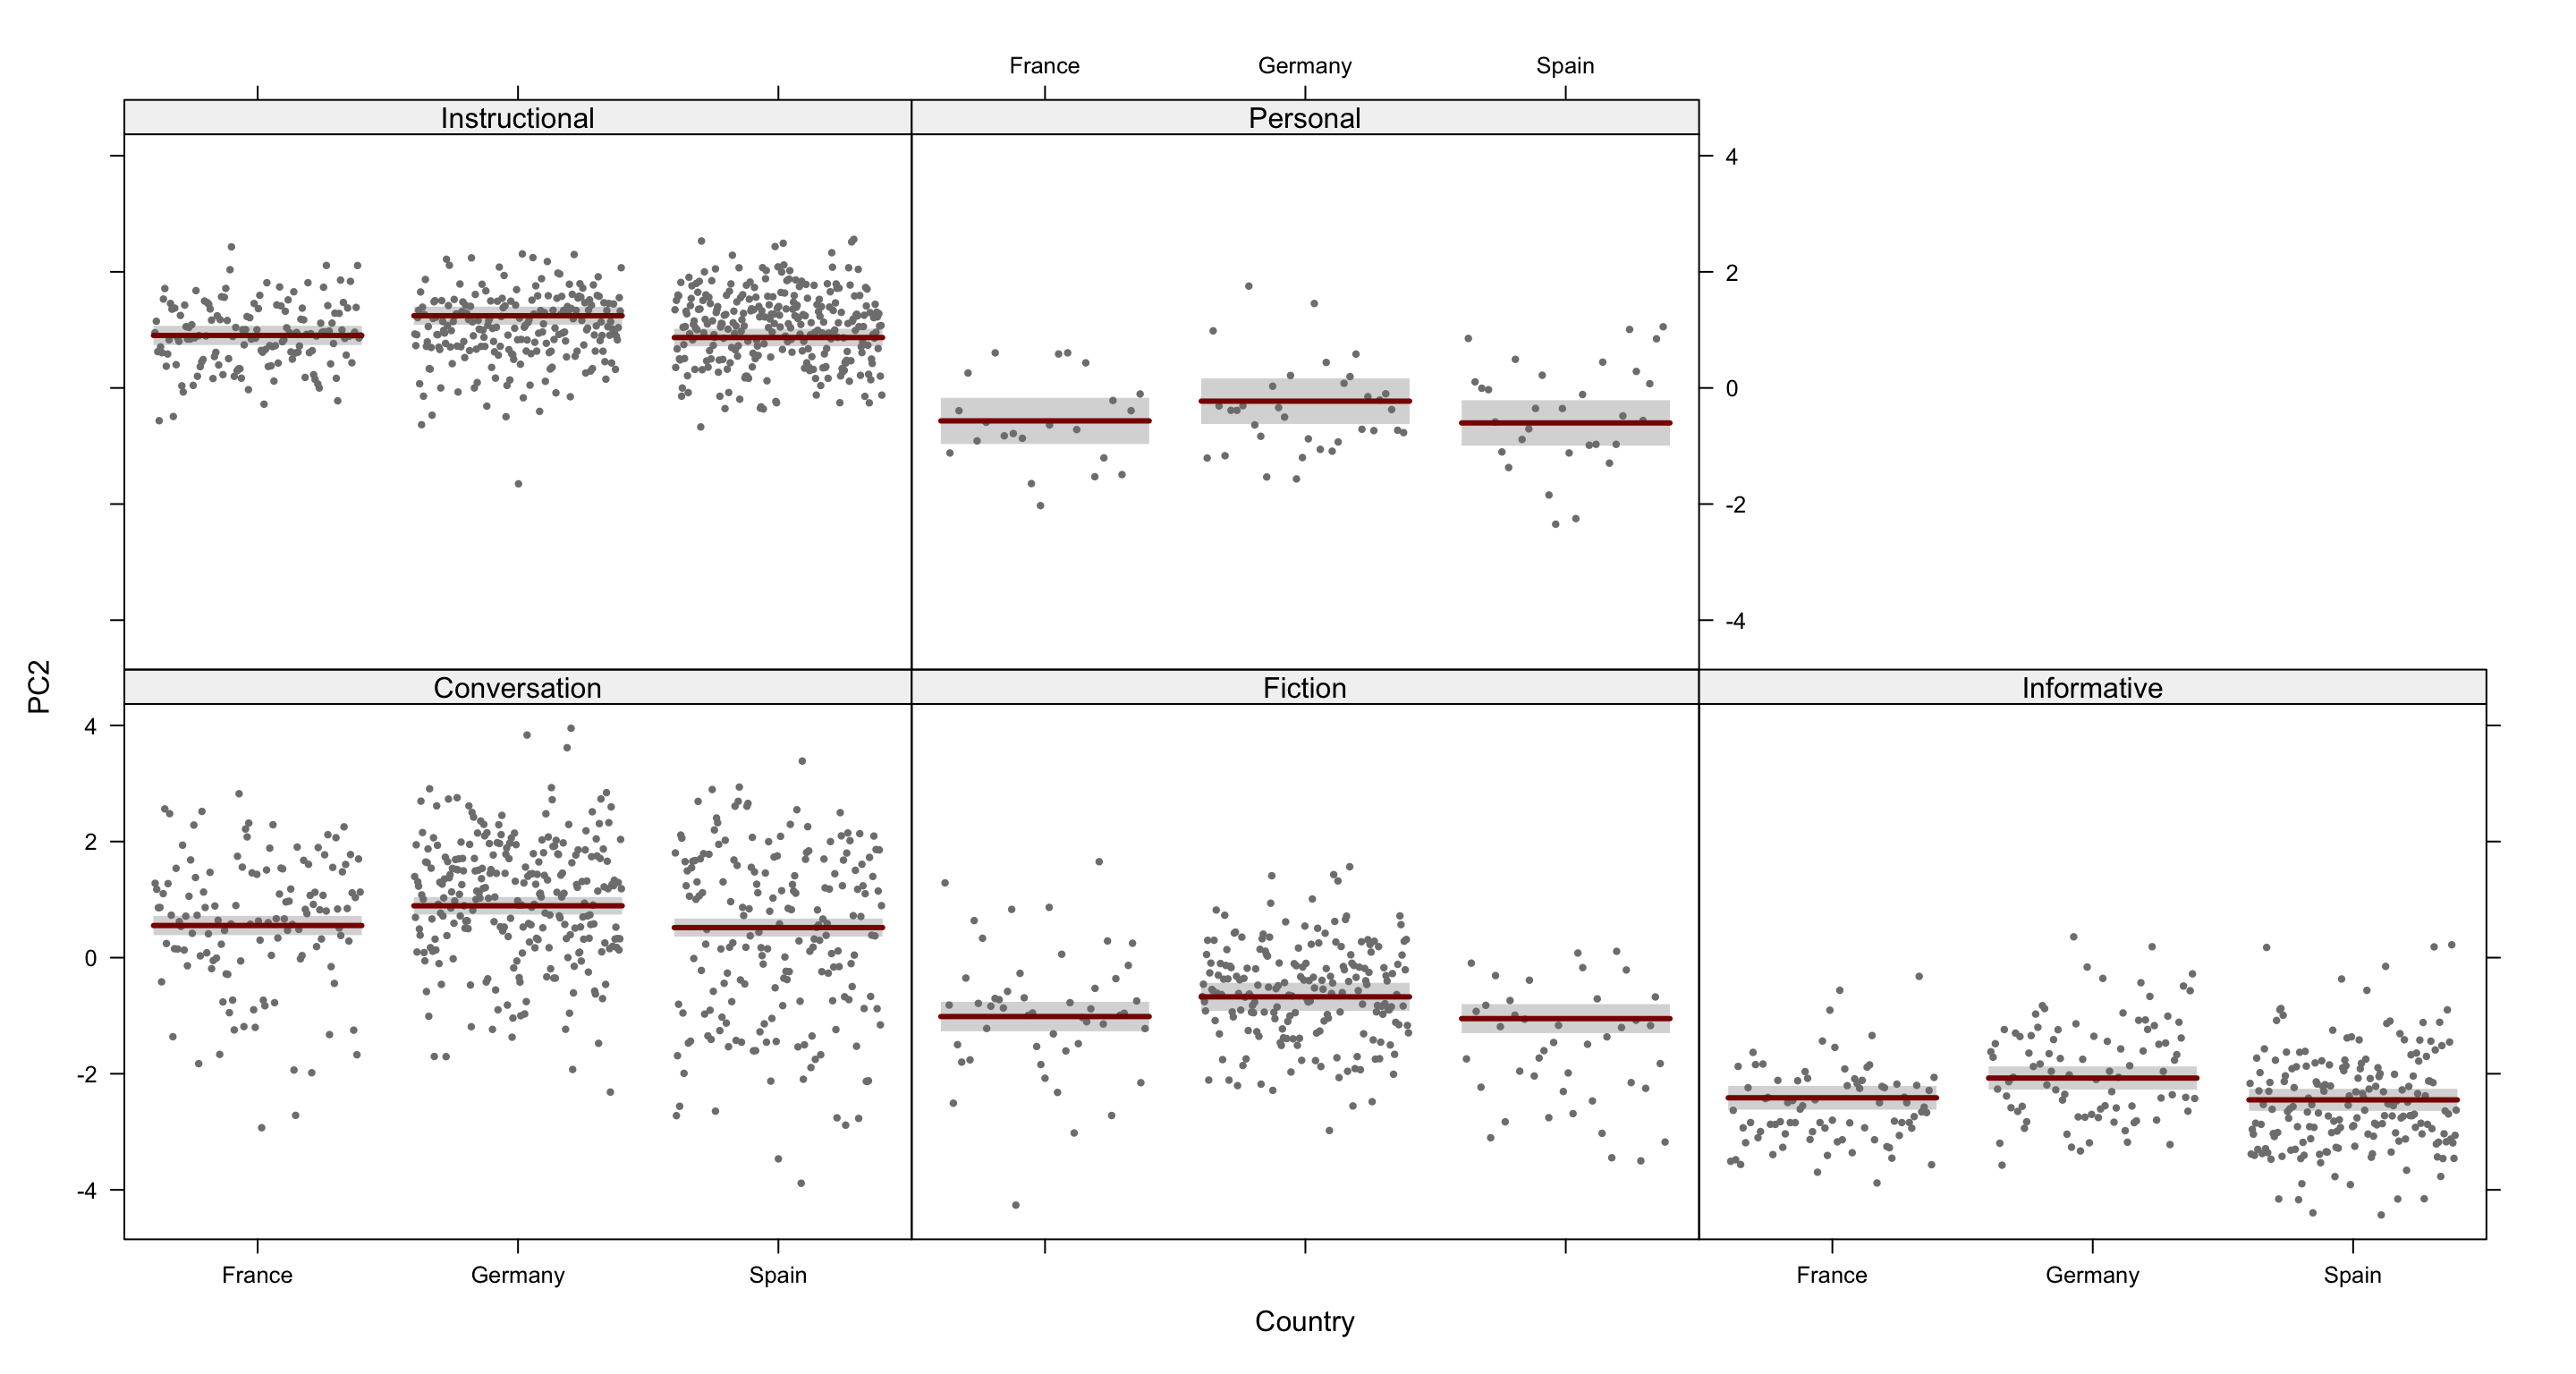 France Germany Spain
Instructional Personal
4
2
0
-2
-4
PC2
Conversation Fiction Informative
4
2
0
-2
-4
France Germany Spain France Germany Spain
Country